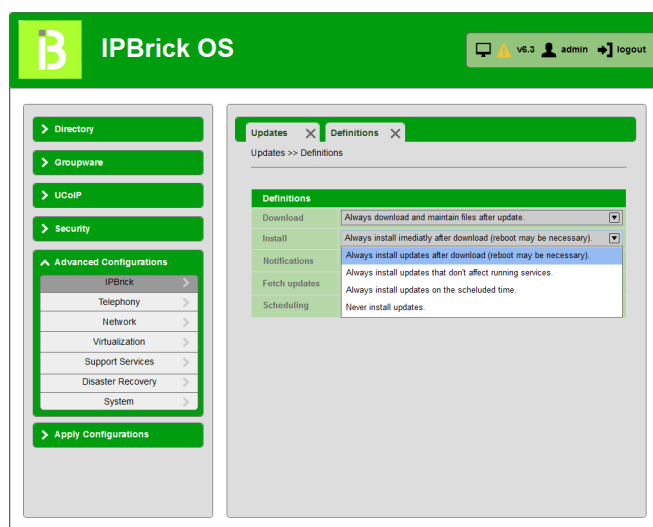 IPBrick OS
v6.3 admin logout
Directory
Groupware
UCoIP
Security
Advanced Configurations
IPBrick
Telephony
Network
Virtualization
Support Services
Disaster Recovery
System
Apply Configurations
Updates Definitions
Updates >> Definitions
Definitions
Download Always download and maintain files after update.
Install Always install imediatly after download (reboot may be necessary).
Notifications
Fetch updates
Scheduling
Always install updates after download (reboot may be necessary).
Always install updates that don't affect running services.
Always install updates on the scheluded time.
Never install updates.